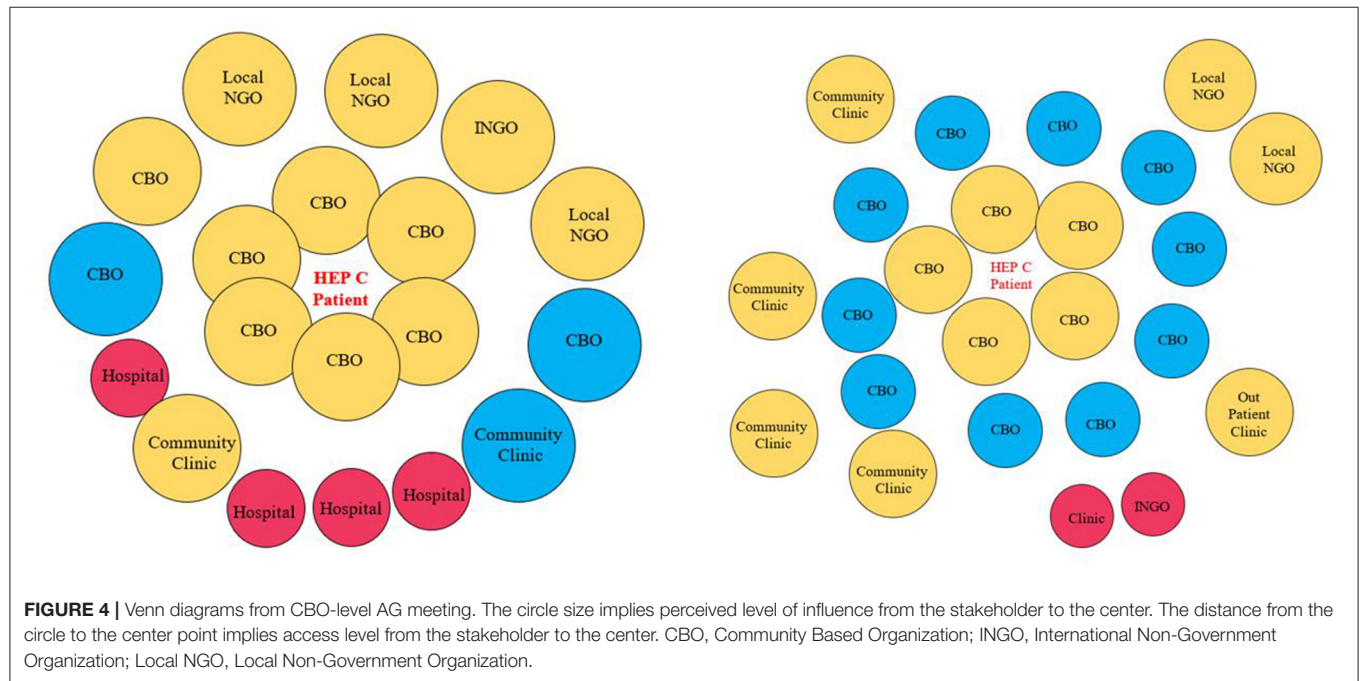 Local
NGO
Local
NGO
INGO
CBO
Local
NGO
CBO
CBO
CBO
CBO
CBO
CBO
CBO
HEP C
Patient
CBO
CBO
Hospital
Community
Clinic
Community
Clinic
Hospital
Hospital
Hospital
Community
Clinic
CBO
CBO
Local
NGO
Local
NGO
CBO
CBO
CBO
CBO
CBO
CBO
HEP C
Patient
Community
Clinic
CBO
CBO
CBO
CBO
CBO
Community
Clinic
CBO
CBO
Out
Patient
Clinic
Community
Clinic
Clinic
INGO
FIGURE 4 | Venn diagrams from CBO-level AG meeting. The circle size implies perceived level of influence from the stakeholder to the center. The distance from the
circle to the center point implies access level from the stakeholder to the center. CBO, Community Based Organization; INGO, International Non-Government
Organization; Local NGO, Local Non-Government Organization.